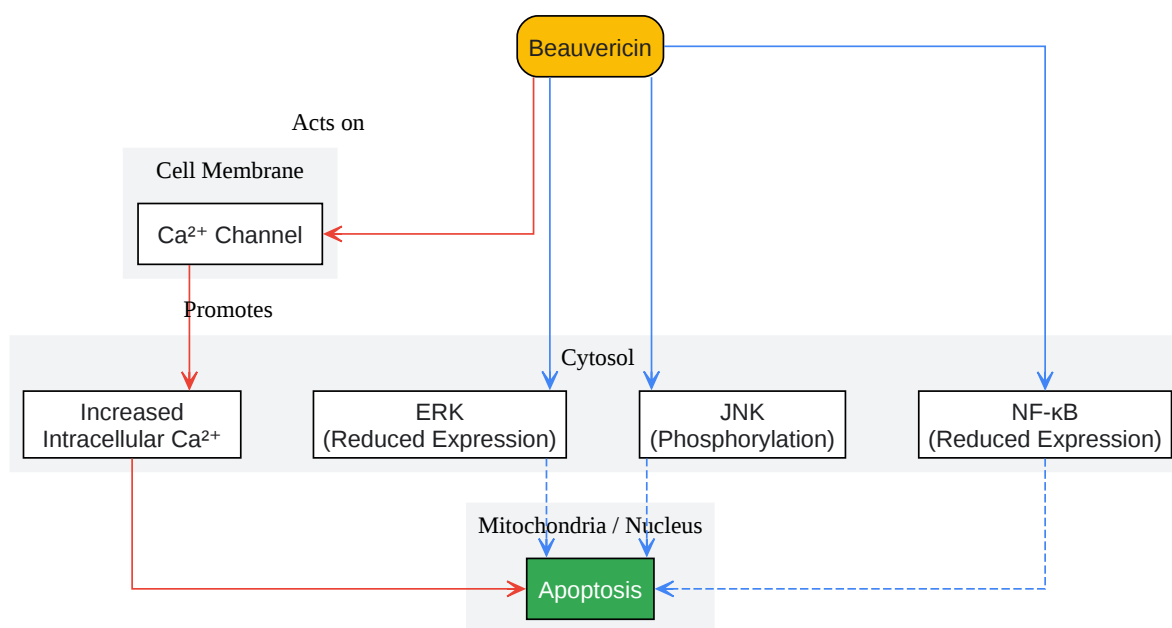 Beauvericin
Acts on
Cell Membrane
Ca²⁺ Channel
Promotes
Cytosol
Increased
Intracellular Ca²⁺
ERK
(Reduced Expression)
JNK
(Phosphorylation)
NF-κB
(Reduced Expression)
Mitochondria / Nucleus
Apoptosis